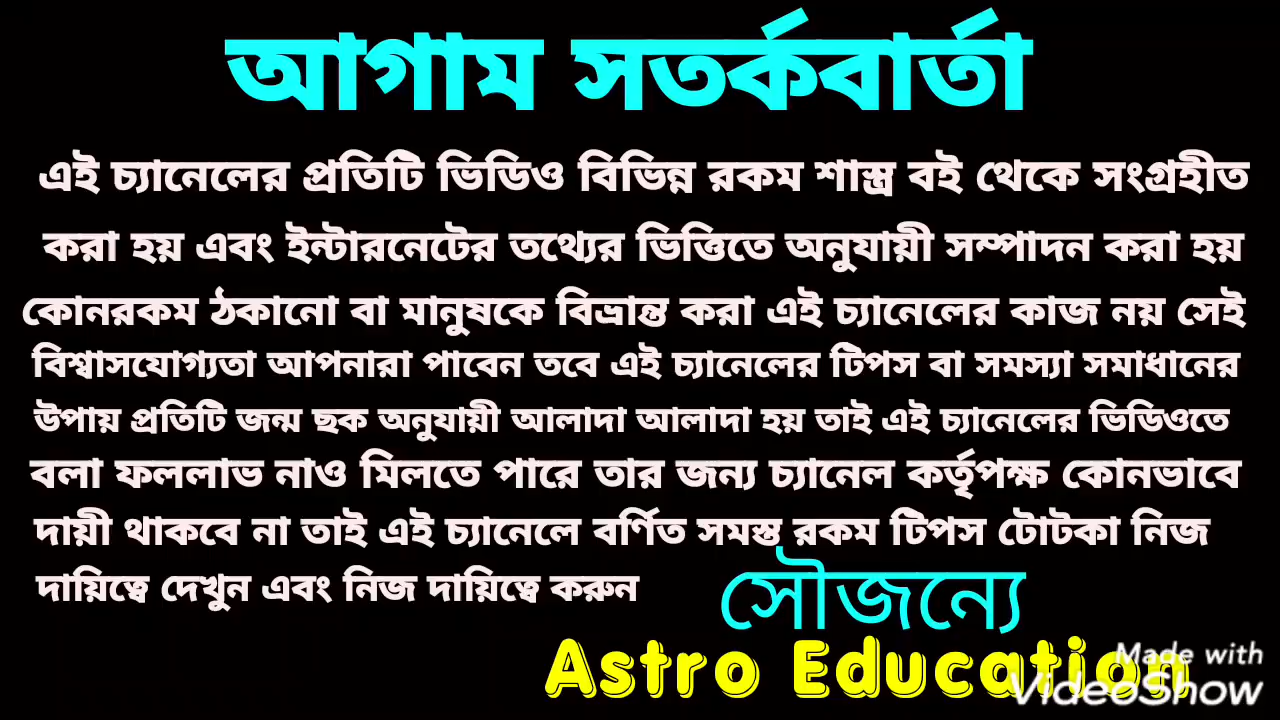 আগাম সতর্কবার্তা
এই চ্যানেলের প্রতিটি ভিডিও বিভিন্ন রকম শাস্ত্র বই থেকে সংগ্রহীত
করা হয় এবং ইন্টারনেটের তথ্যের ভিত্তিতে অনুযায়ী সম্পাদন করা হয়
কোনরকম ঠকানো বা মানুষকে বিভ্রান্ত করা এই চ্যানেলের কাজ নয় সেই
বিশ্বাসযোগ্যতা আপনারা পাবেন তবে এই চ্যানেলের টিপস বা সমস্যা সমাধানের
উপায় প্রতিটি জন্ম ছক অনুযায়ী আলাদা আলাদা হয় তাই এই চ্যানেলের ভিডিওতে
বলা ফললাভ নাও মিলতে পারে তার জন্য চ্যানেল কর্তৃপক্ষ কোনভাবে
দায়ী থাকবে না তাই এই চ্যানেলে বর্ণিত সমস্ত রকম টিপস টোটকা নিজ
দায়িত্বে দেখুন এবং নিজ দায়িত্বে করুন
সৌজন্যে
Astro Education
Made with
VideoShow